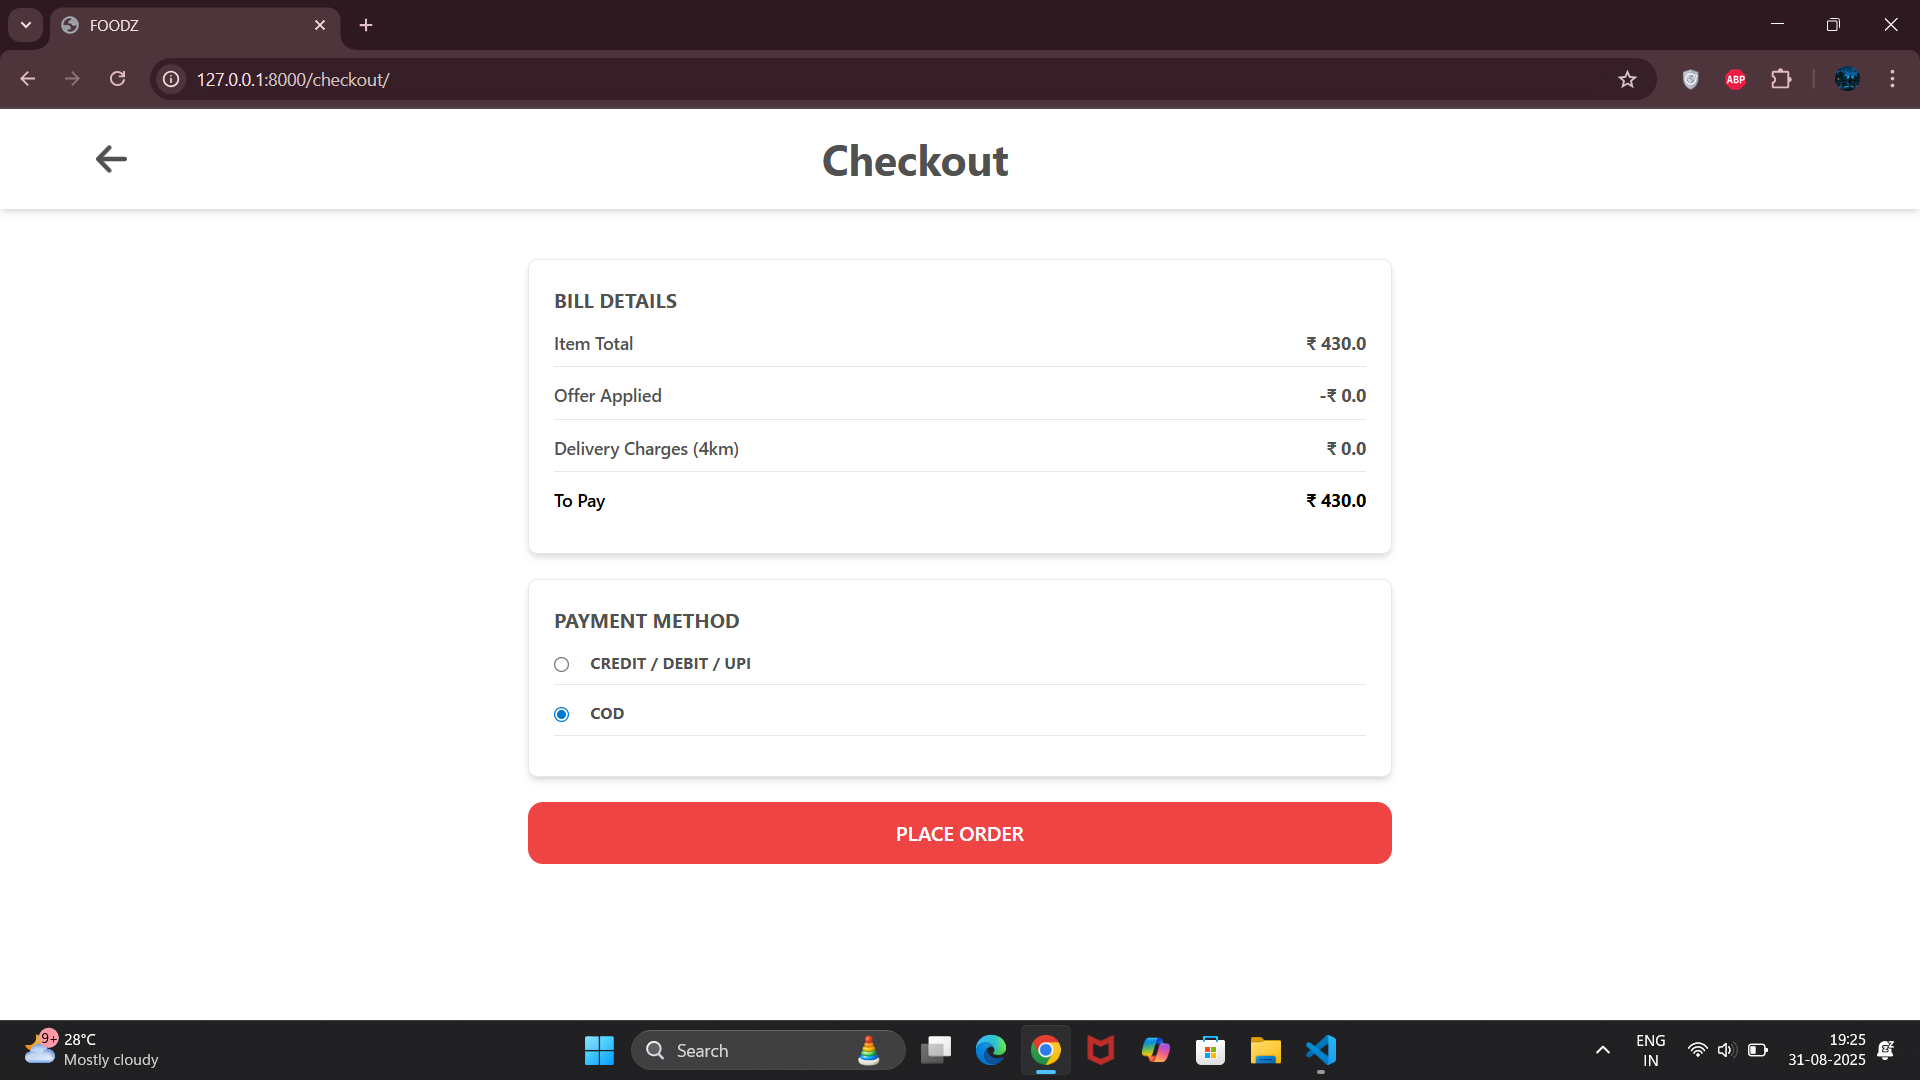 FOODZ
127.0.0.1:8000/checkout/
ABP
Checkout
BILL DETAILS
Item Total ₹ 430.0
Offer Applied -₹ 0.0
Delivery Charges (4km) ₹ 0.0
To Pay ₹ 430.0
PAYMENT METHOD
CREDIT / DEBIT / UPI
COD
PLACE ORDER
9+
28°C
Mostly cloudy
Search
ENG
IN
19:25
31-08-2025